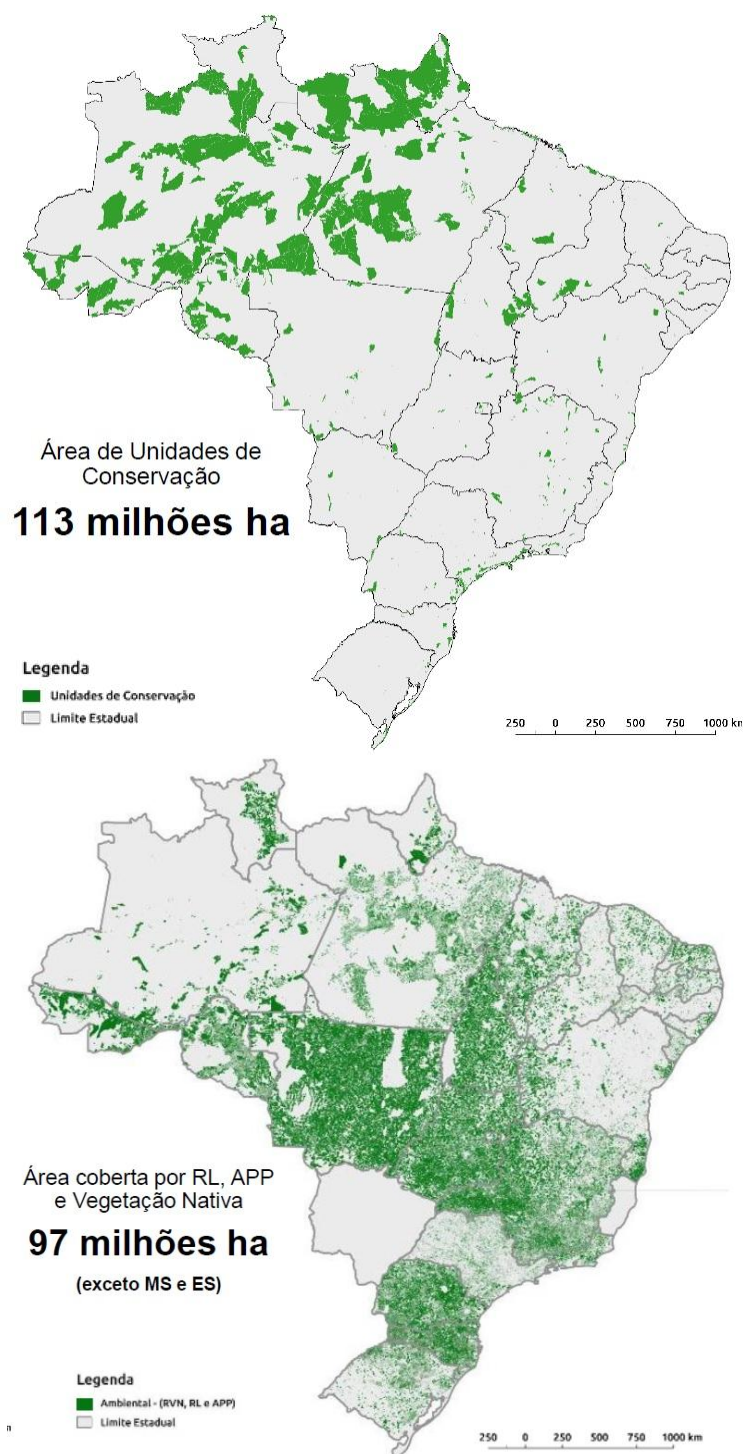 Área de Unidades de
Conservação
113 milhões ha
Legenda
Unidades de Conservação
Limite Estadual
250 0 250 500 750 1000 km
Área coberta por RL, APP
e Vegetação Nativa
97 milhões ha
(exceto MS e ES)
Legenda
Ambiental - (RVN, RL e APP)
Limite Estadual
n
250 0 250 500 750 1000 km